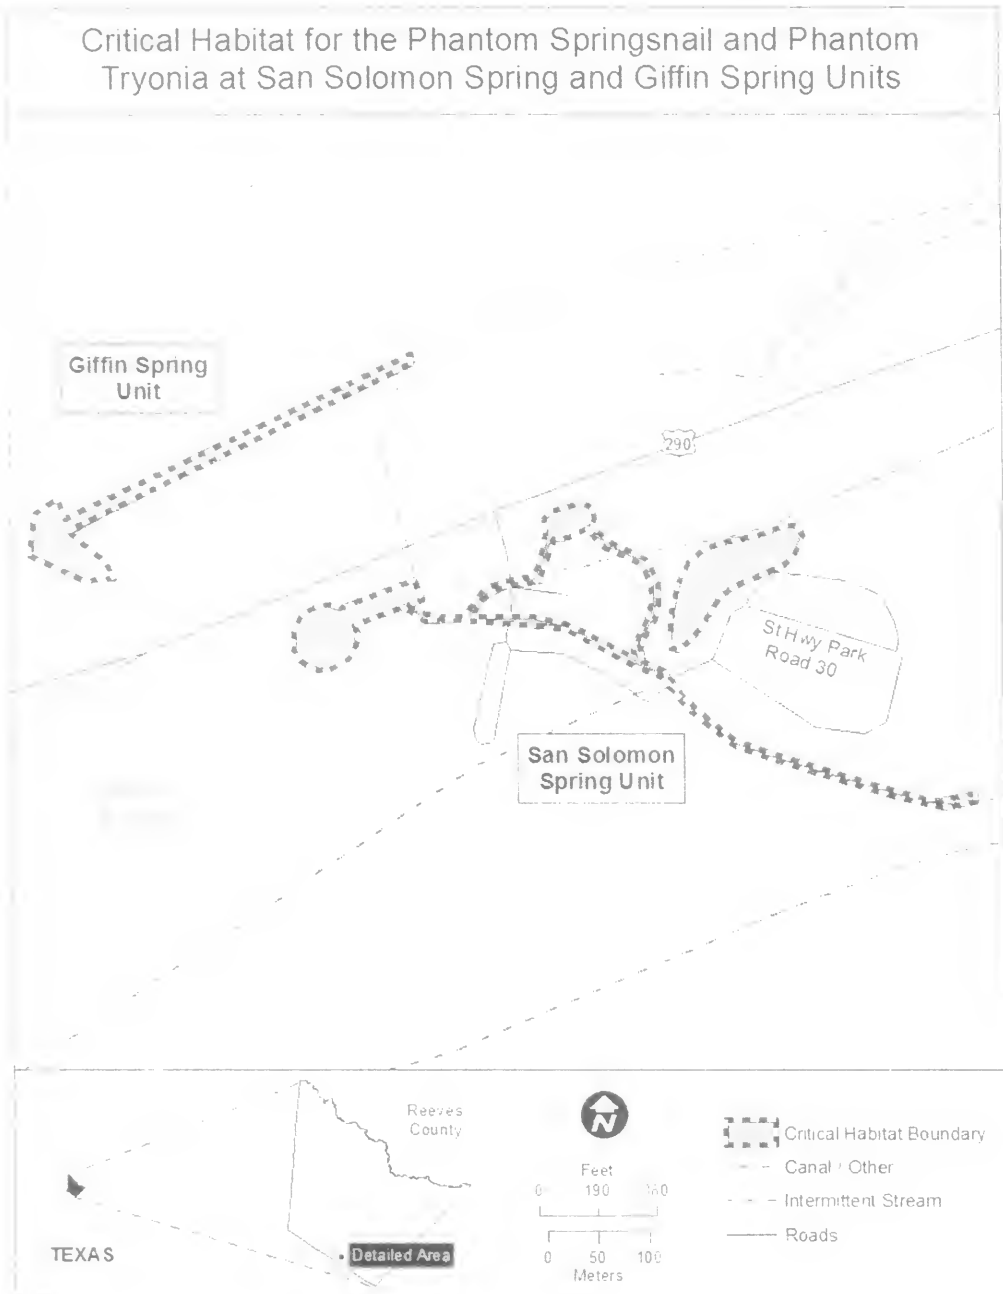 Critical Habitat for the Phantom Springsnail and Phantom
Tryonia at San Solomon Spring and Giffin Spring Units
Giffin Spring
Unit
290
St Hwy Park
Road 30
San Solomon
Spring Unit
Reeves
County
TEXAS
Detailed Area
N
Feet
0 190
0 50 100
Meters
Critical Habitat Boundary
Canal / Other
Intermittent Stream
Roads